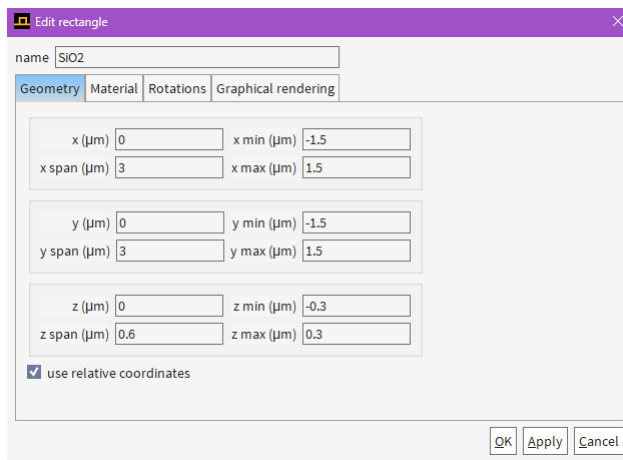 Edit rectangle
name SiO2
Geometry Material Rotations Graphical rendering
x (µm) 0 x min (µm) -1.5
x span (µm) 3 x max (µm) 1.5
y (µm) 0 y min (µm) -1.5
y span (µm) 3 y max (µm) 1.5
z (µm) 0 z min (µm) -0.3
z span (µm) 0.6 z max (µm) 0.3
use relative coordinates
OK Apply Cancel